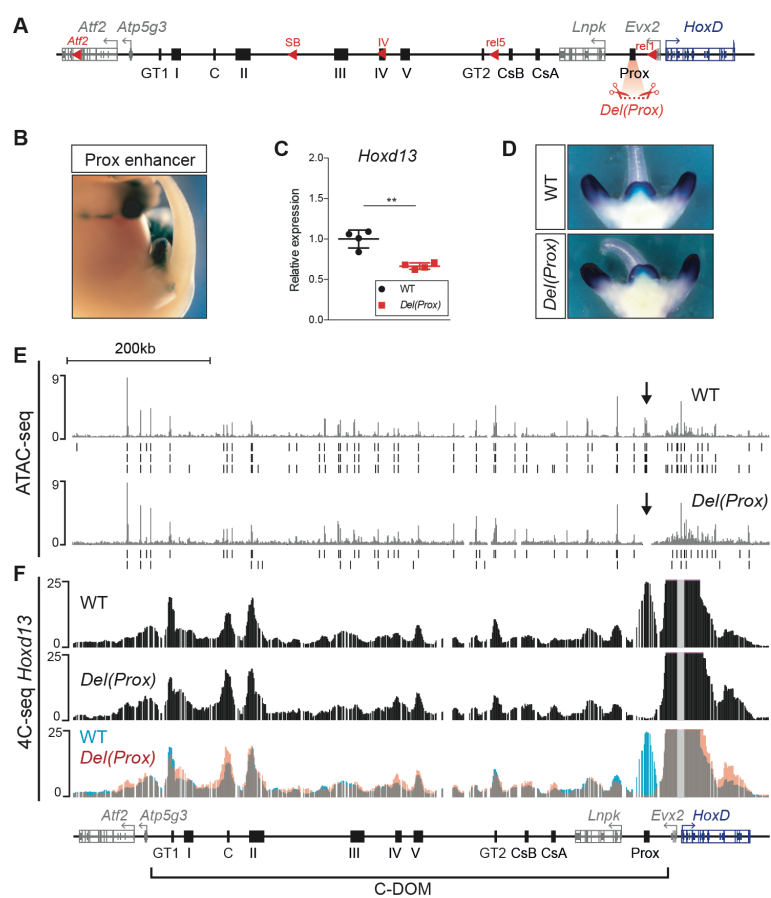 A
Atf2 Atp5g3 Lnpk Evx2 HoxD
Atf2 SB IV rel5 rel1
GT1 I C II III IV V GT2 CsB CsA Prox
Del(Prox)
B
Prox enhancer
C
Hoxd13
Relative expression
2.0
1.5
1.0
0.5
0.0
**
WT
Del(Prox)
D
WT
Del(Prox)
E
200kb
ATAC-seq
9
0
WT
9
0
Del(Prox)
F
4C-seq Hoxd13
25
0
WT
25
0
Del(Prox)
25
0
WT
Del(Prox)
Atf2 Atp5g3 Lnpk Evx2 HoxD
GT1 I C II III IV V GT2 CsB CsA Prox
C-DOM